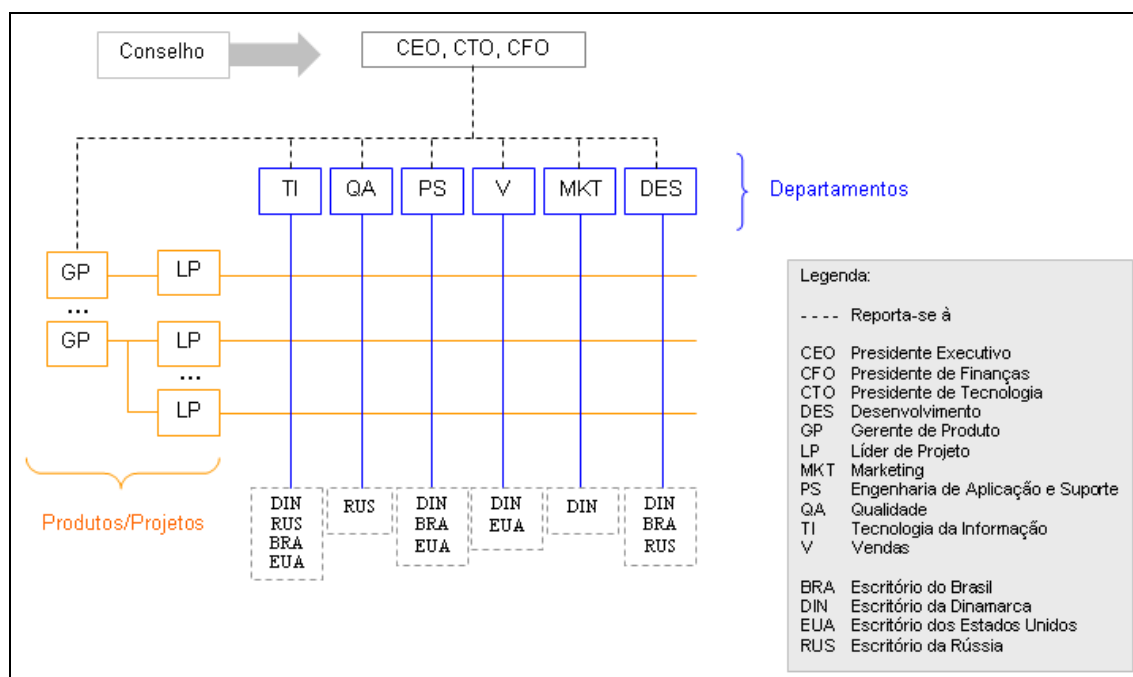 Conselho
CEO, CTO, CFO
TI QA PS V MKT DES
Departamentos
GP LP
...
GP LP
...
LP
Produtos/Projetos
DIN
RUS
BRA
EUA
RUS
DIN
BRA
EUA
DIN
EUA
DIN
DIN
BRA
RUS
Legenda:
---- Reporta-se à
CEO Presidente Executivo
CFO Presidente de Finanças
CTO Presidente de Tecnologia
DES Desenvolvimento
GP Gerente de Produto
LP Líder de Projeto
MKT Marketing
PS Engenharia de Aplicação e Suporte
QA Qualidade
TI Tecnologia da Informação
V Vendas
BRA Escritório do Brasil
DIN Escritório da Dinamarca
EUA Escritório dos Estados Unidos
RUS Escritório da Rússia